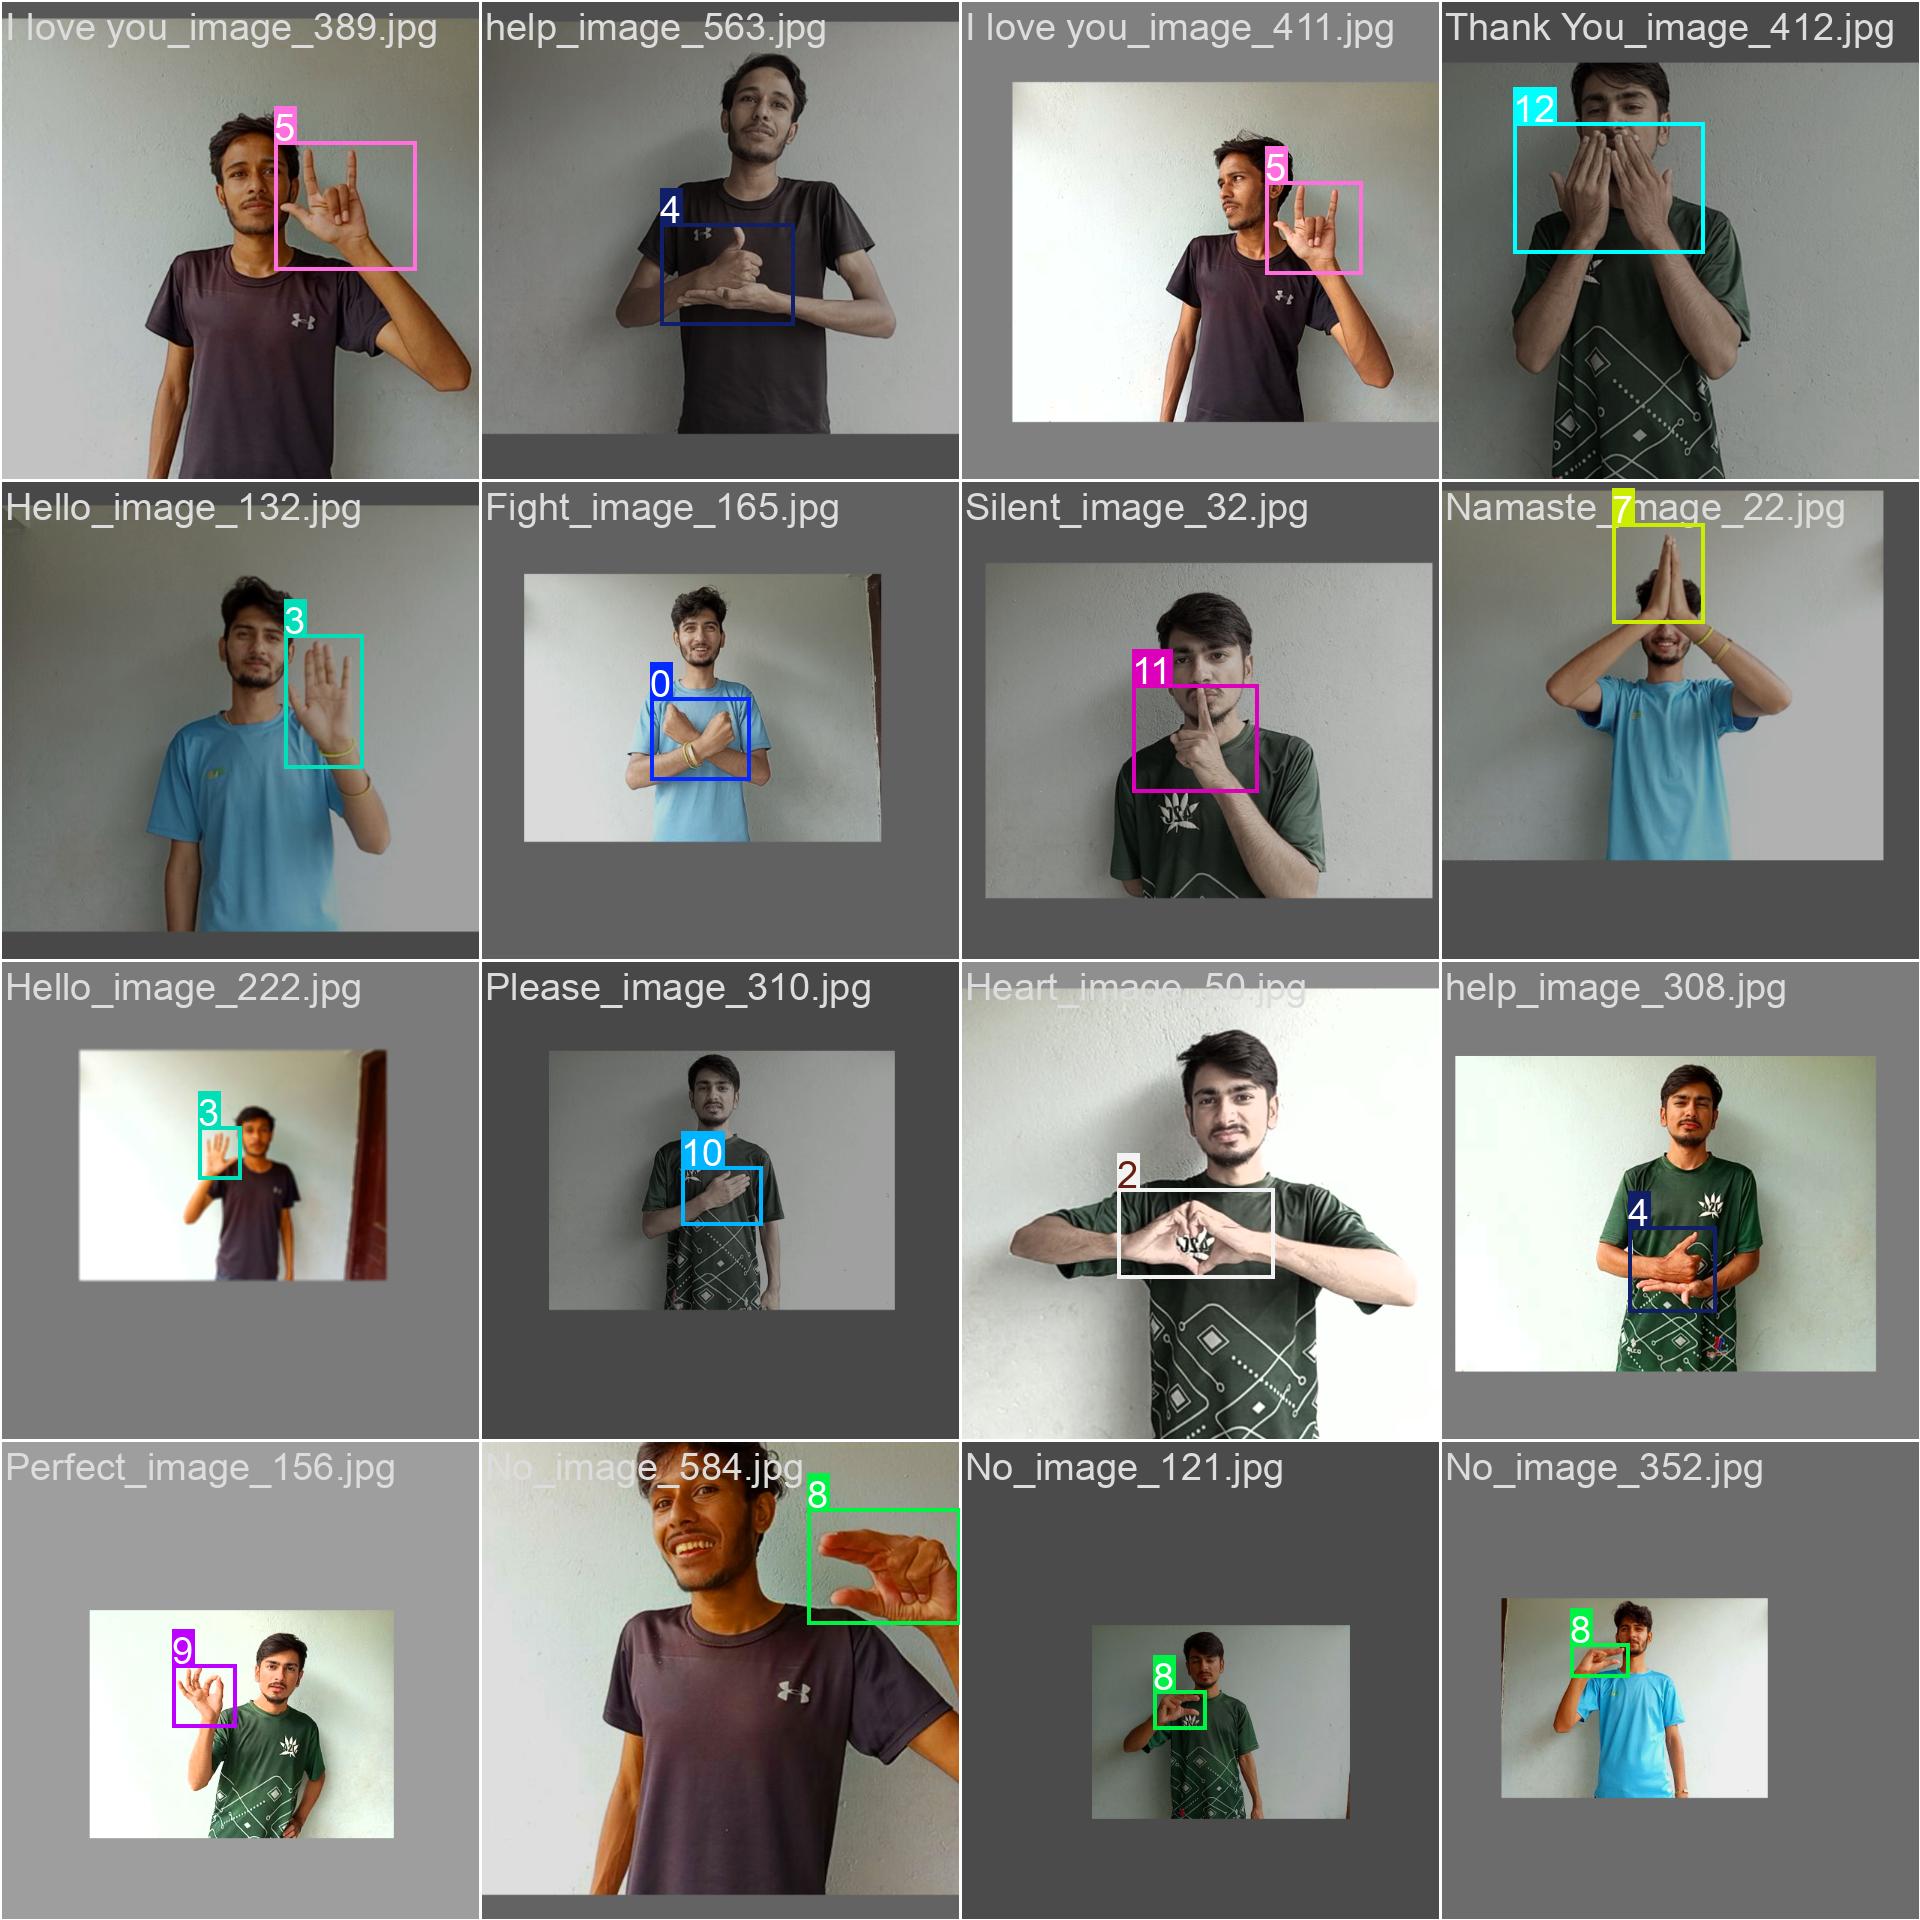 I love you_image_389.jpg
5
help_image_563.jpg
4
I love you_image_411.jpg
5
Thank You_image_412.jpg
12
Hello_image_132.jpg
3
Fight_image_165.jpg
0
Silent_image_32.jpg
11
Namaste_image_22.jpg
7
Hello_image_222.jpg
3
Please_image_310.jpg
10
Heart_image_50.jpg
2
help_image_308.jpg
4
Perfect_image_156.jpg
9
No_image_584.jpg
8
No_image_121.jpg
8
No_image_352.jpg
8